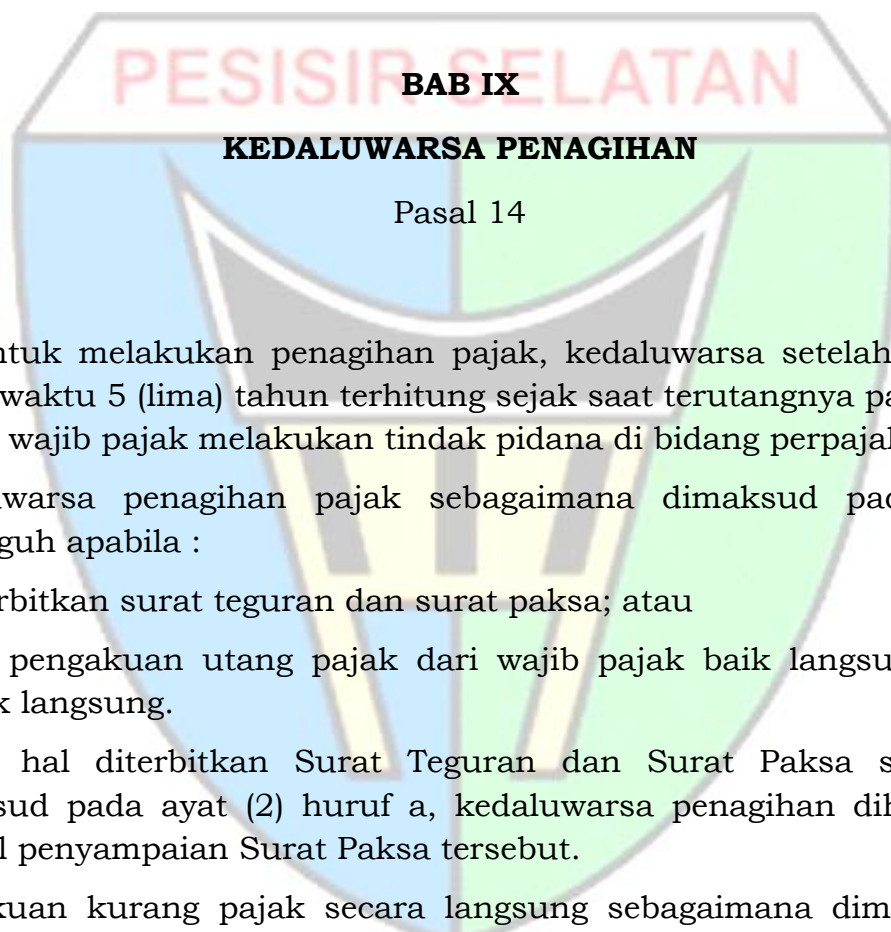 PESISIR SELATAN
BAB IX
KEDALUWARSA PENAGIHAN
Pasal 14
ntuk melakukan penagihan pajak, kedaluwarsa setelah
waktu 5 (lima) tahun terhitung sejak saat terutangnya pa
wajib pajak melakukan tindak pidana di bidang perpajak
uwarsa penagihan pajak sebagaimana dimaksud pad
guh apabila :
rbitkan surat teguran dan surat paksa; atau
pengakuan utang pajak dari wajib pajak baik langsu
k langsung.
hal diterbitkan Surat Teguran dan Surat Paksa s
sud pada ayat (2) huruf a, kedaluwarsa penagihan dih
l penyampaian Surat Paksa tersebut.
kuan kurang pajak secara langsung sebagaimana dim